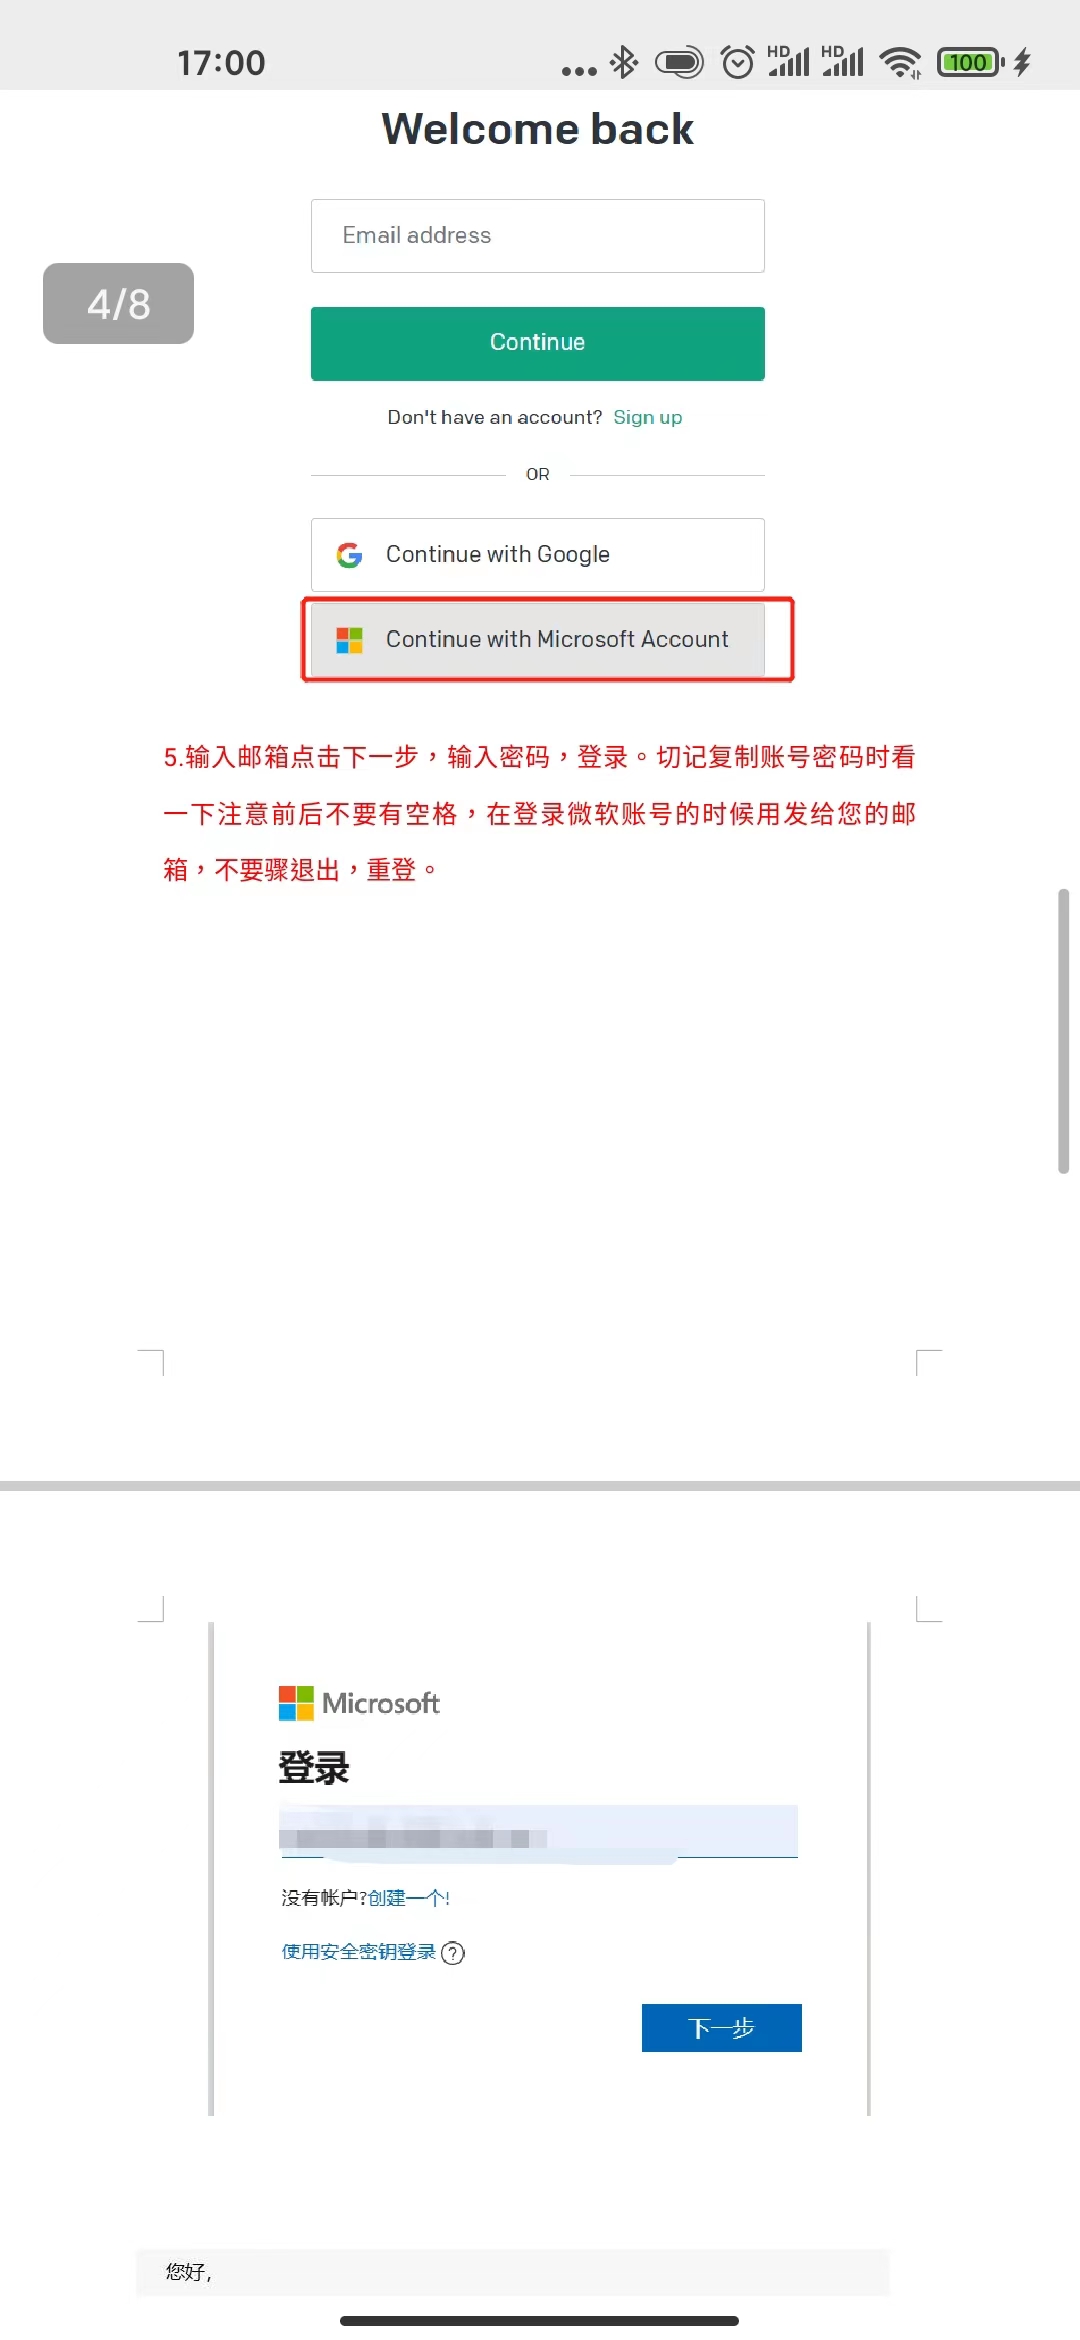 17:00
HD HD 100
Welcome back
Email address
4/8
Continue
Don't have an account? Sign up
OR
Continue with Google
Continue with Microsoft Account
5.输入邮箱点击下一步，输入密码，登录。切记复制账号密码时看
一下注意前后不要有空格，在登录微软账号的时候用发给您的邮
箱，不要骤退出，重登。
Microsoft
登录
没有帐户?创建一个!
使用安全密钥登录?
下一步
您好,